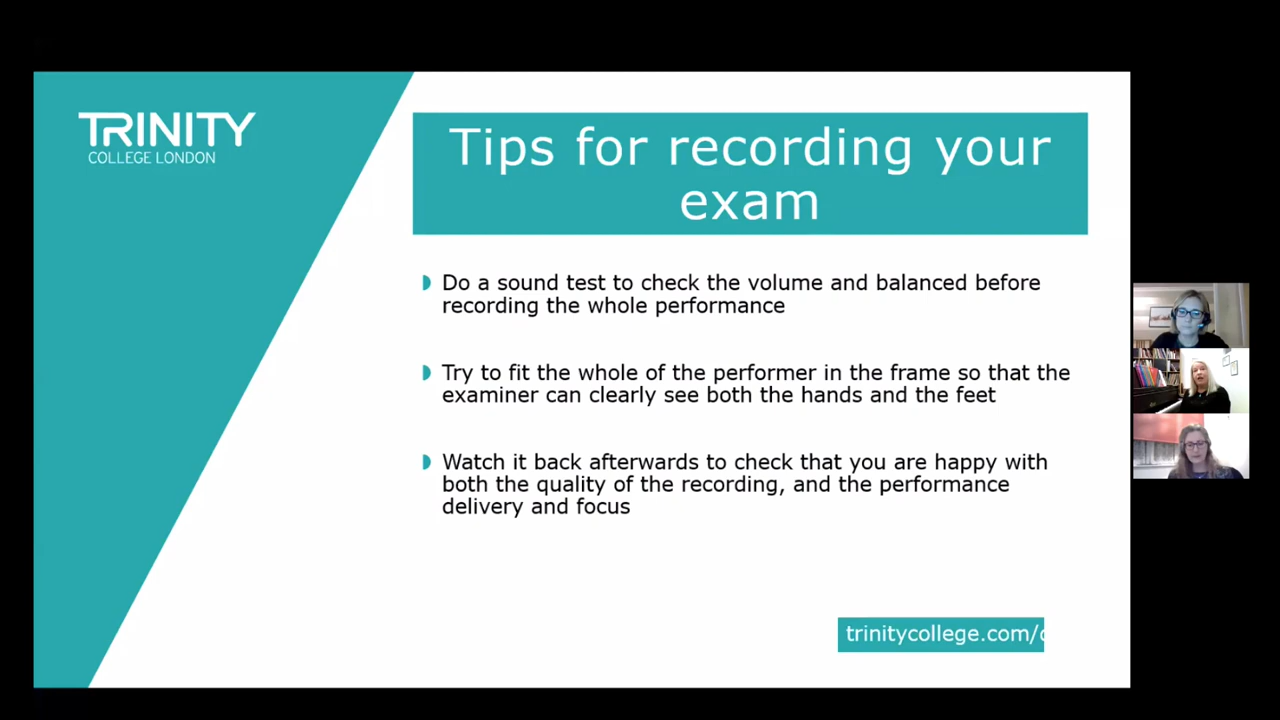 TRINITY
COLLEGE LONDON
Tips for recording your
exam
Do a sound test to check the volume and balanced before
recording the whole performance
Try to fit the whole of the performer in the frame so that the
examiner can clearly see both the hands and the feet
Watch it back afterwards to check that you are happy with
both the quality of the recording, and the performance
delivery and focus
trinitycollege.com/